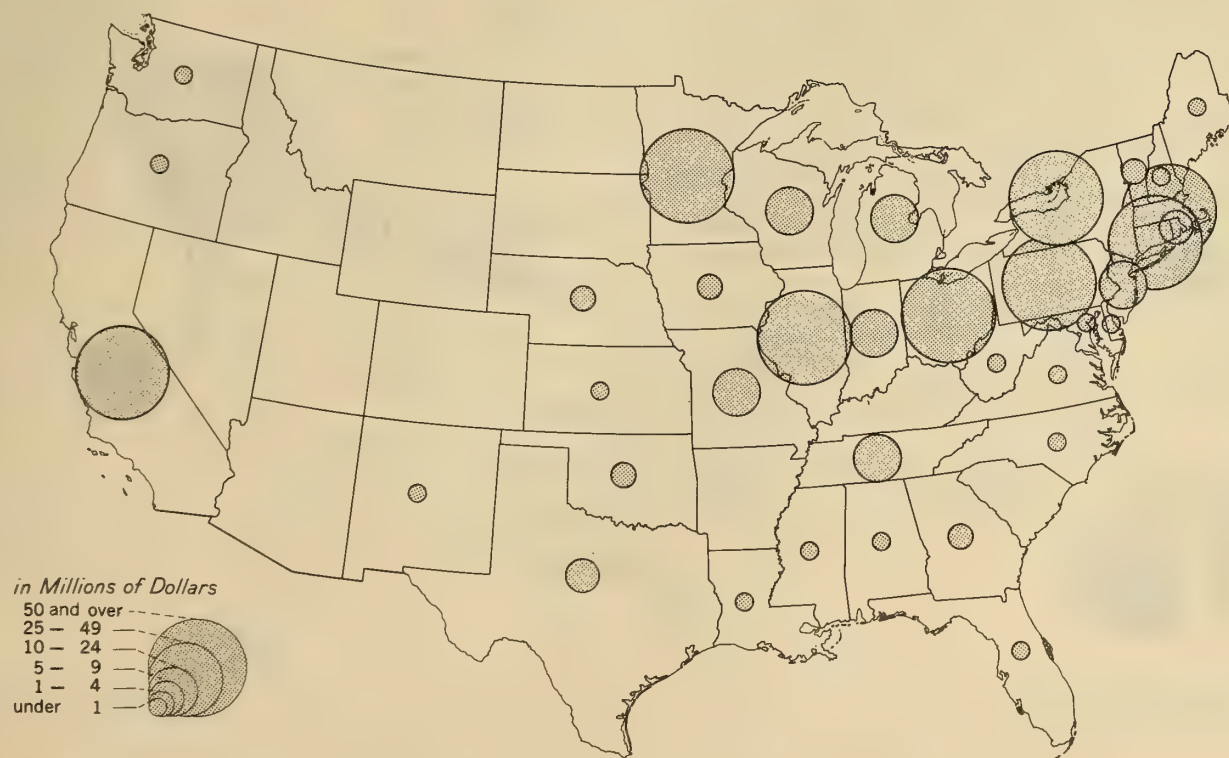 in Millions of Dollars
50 and over
25 – 49
10 – 24
5 – 9
1 – 4
under 1